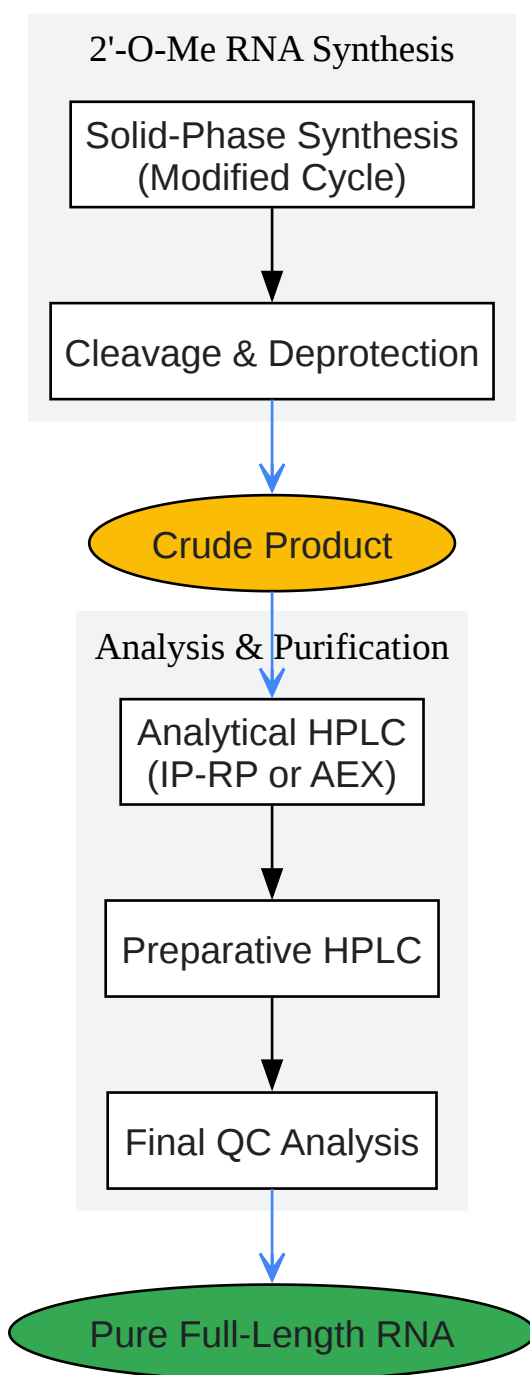 2'-O-Me RNA Synthesis
Solid-Phase Synthesis
(Modified Cycle)
Cleavage & Deprotection
Crude Product
Analysis & Purification
Analytical HPLC
(IP-RP or AEX)
Preparative HPLC
Final QC Analysis
Pure Full-Length RNA